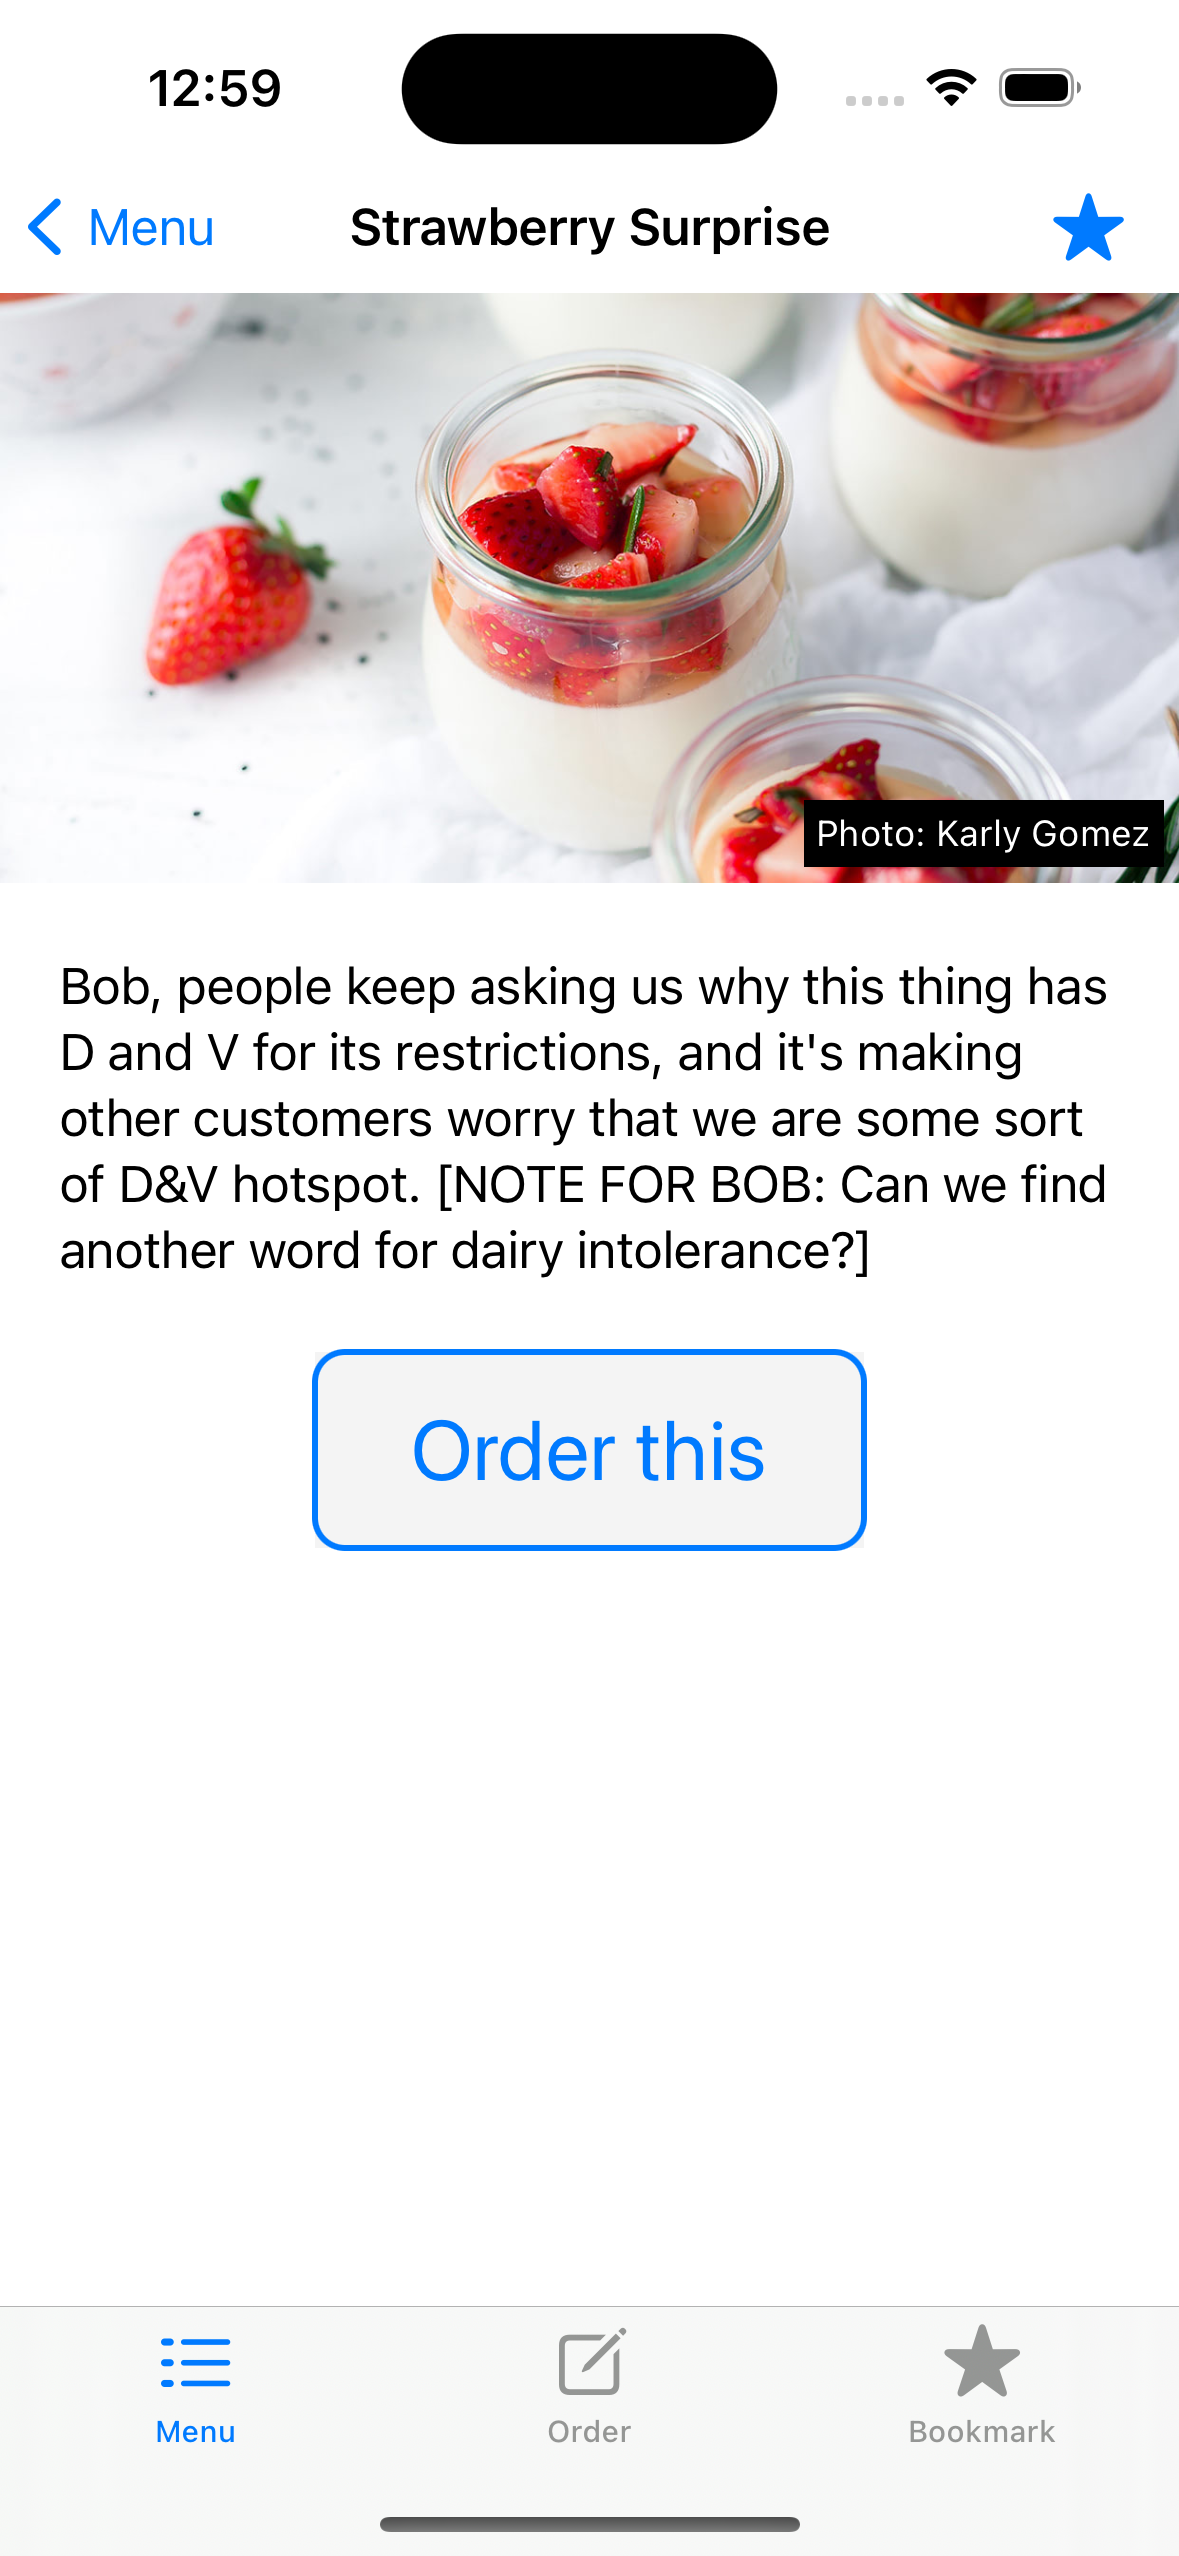 12:59
Menu
Strawberry Surprise
Photo: Karly Gomez
Bob, people keep asking us why this thing has
D and V for its restrictions, and it's making
other customers worry that we are some sort
of D&V hotspot. [NOTE FOR BOB: Can we find
another word for dairy intolerance?]
Order this
Menu
Order
Bookmark